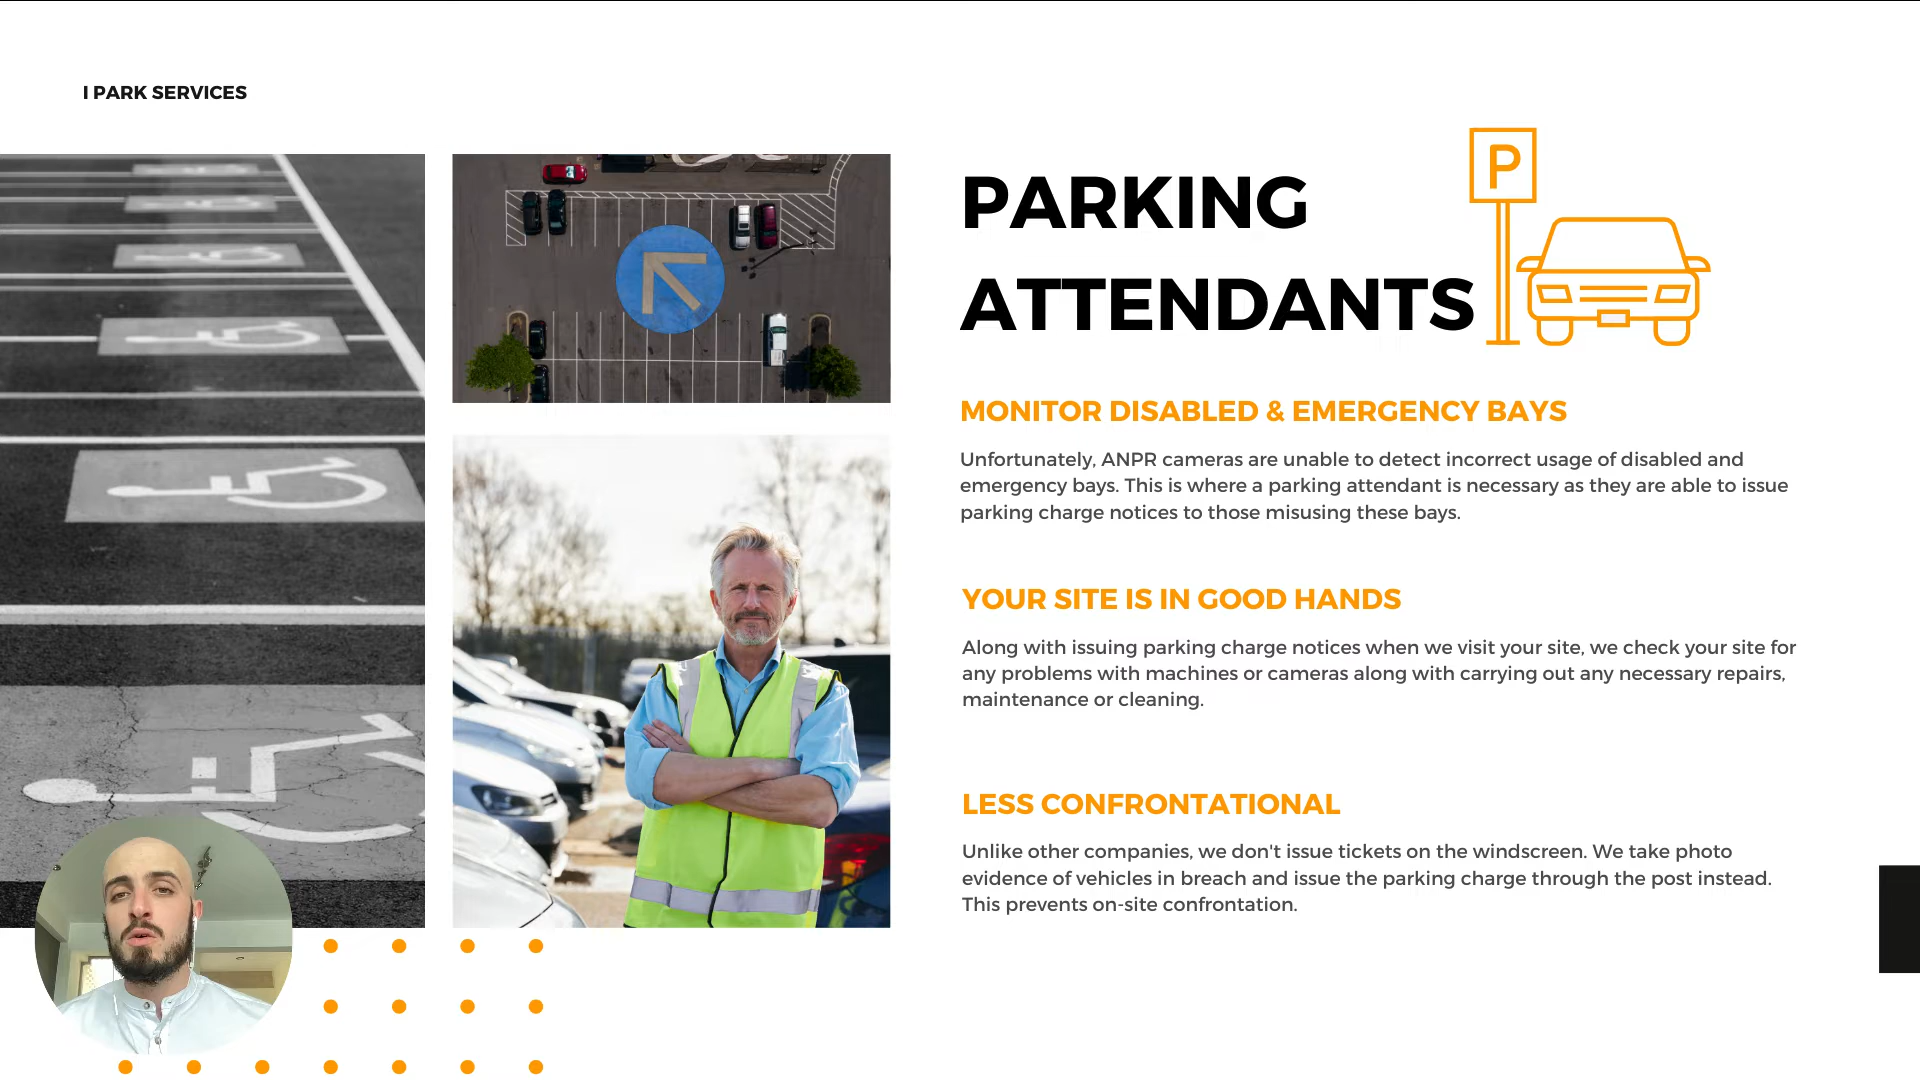 I PARK SERVICES
P
PARKING
ATTENDANTS
MONITOR DISABLED & EMERGENCY BAYS
Unfortunately, ANPR cameras are unable to detect incorrect usage of disabled and
emergency bays. This is where a parking attendant is necessary as they are able to issue
parking charge notices to those misusing these bays.
YOUR SITE IS IN GOOD HANDS
Along with issuing parking charge notices when we visit your site, we check your site for
any problems with machines or cameras along with carrying out any necessary repairs,
maintenance or cleaning.
LESS CONFRONTATIONAL
Unlike other companies, we don't issue tickets on the windscreen. We take photo
evidence of vehicles in breach and issue the parking charge through the post instead.
This prevents on-site confrontation.